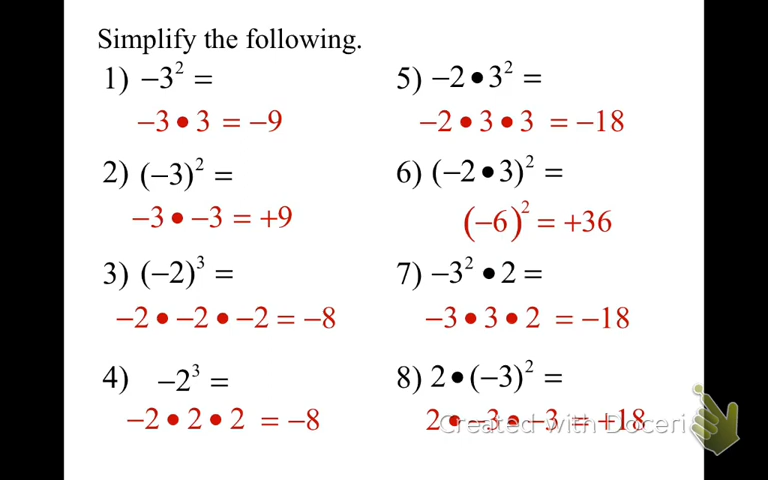 Simplify the following.
1) −3² =
−3 • 3 = −9
2) (−3)² =
−3 • −3 = +9
3) (−2)³ =
−2 • −2 • −2 = −8
4) −2³ =
−2 • 2 • 2 = −8
5) −2 • 3² =
−2 • 3 • 3 = −18
6) (−2 • 3)² =
(−6)² = +36
7) −3² • 2 =
−3 • 3 • 2 = −18
8) 2 • (−3)² =
2 • −3 • −3 = +18
Created with Doceri